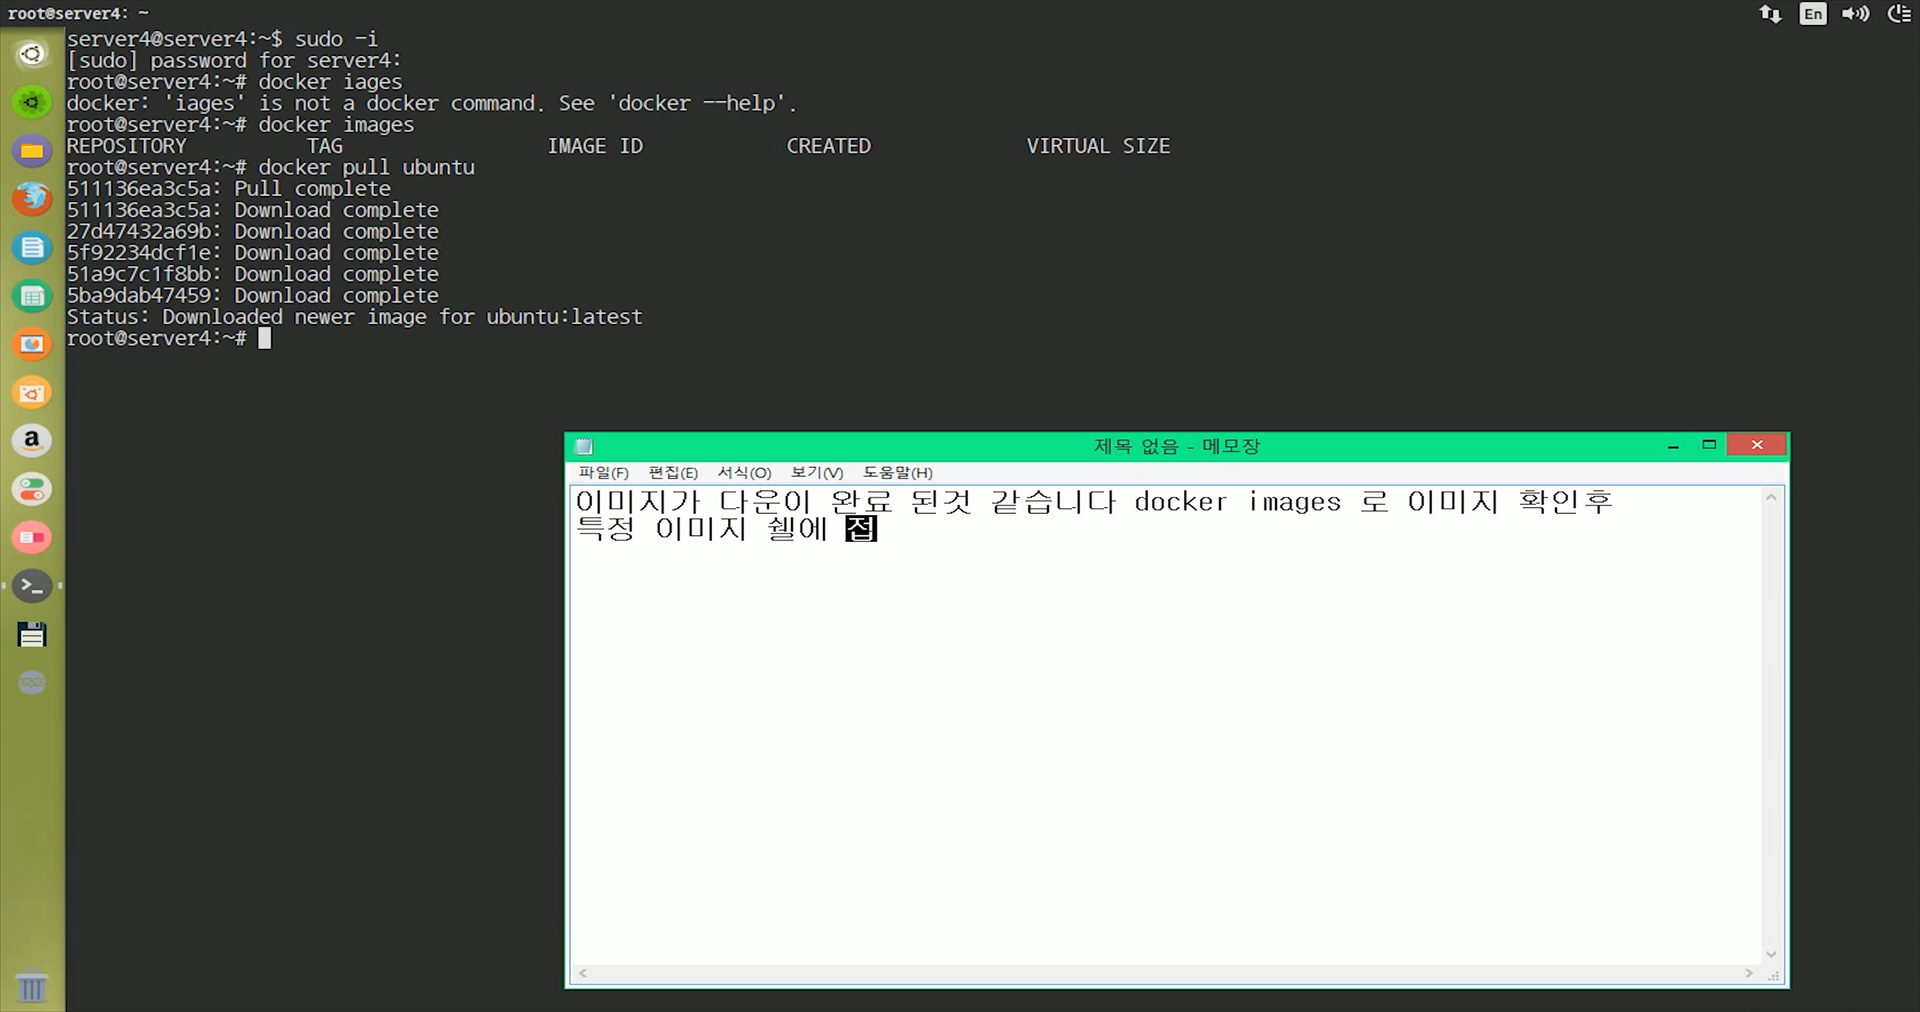 root@server4: ~
En
server4@server4:~$ sudo -i
[sudo] password for server4:
root@server4:~# docker iages
docker: 'iages' is not a docker command. See 'docker --help'.
root@server4:~# docker images
REPOSITORY TAG IMAGE ID CREATED VIRTUAL SIZE
root@server4:~# docker pull ubuntu
511136ea3c5a: Pull complete
511136ea3c5a: Download complete
27d47432a69b: Download complete
5f92234dcf1e: Download complete
51a9c7c1f8bb: Download complete
5ba9dab47459: Download complete
Status: Downloaded newer image for ubuntu:latest
root@server4:~#
제목 없음 - 메모장
파일(F) 편집(E) 서식(O) 보기(V) 도움말(H)
이미지가 다운이 완료 된것 같습니다 docker images 로 이미지 확인후
특정 이미지 쉘에 접